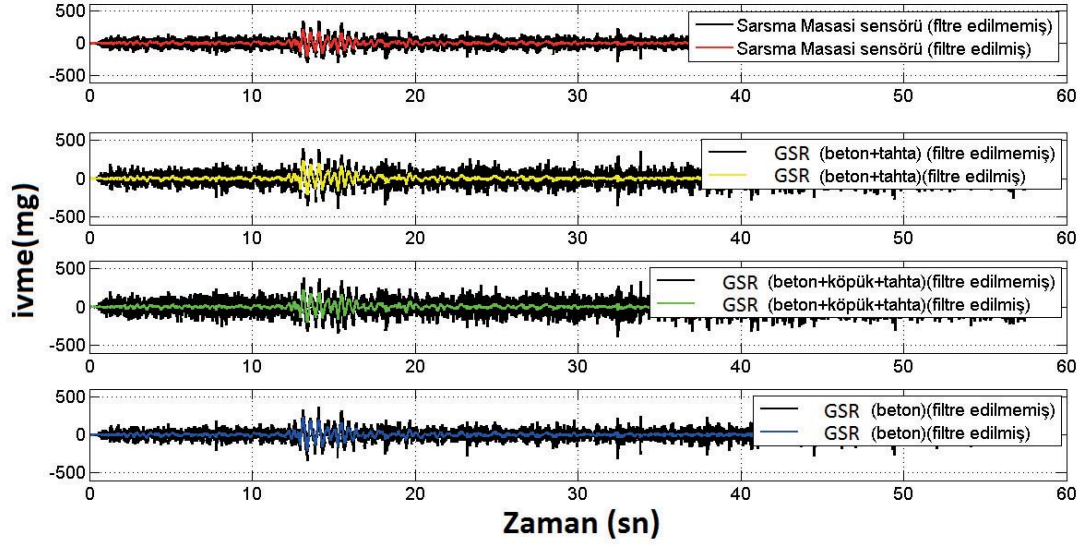 500
0
-500
Sarsma Masasi sensörü (fltre edilmemiş)
Sarsma Masasi sensörü (filtre edilmiş)
0 10 20 30 40 50 60
500
0
-500
GSR (beton+tahta) (filtre edilmemiş)
GSR (beton+tahta)(filtre edilmiş)
0 10 20 30 40 50 60
ivme(mg)
500
0
-500
GSR (beton+köpük+tahta)(filtre edilmemiş)
GSR (beton+köpük+tahta)(filtre edilmiş)
0 10 20 30 40 50 60
500
0
-500
GSR (beton)(filtre edilmemiş)
GSR (beton)(filtre edilmiş)
0 10 20 30 40 50 60
Zaman (sn)